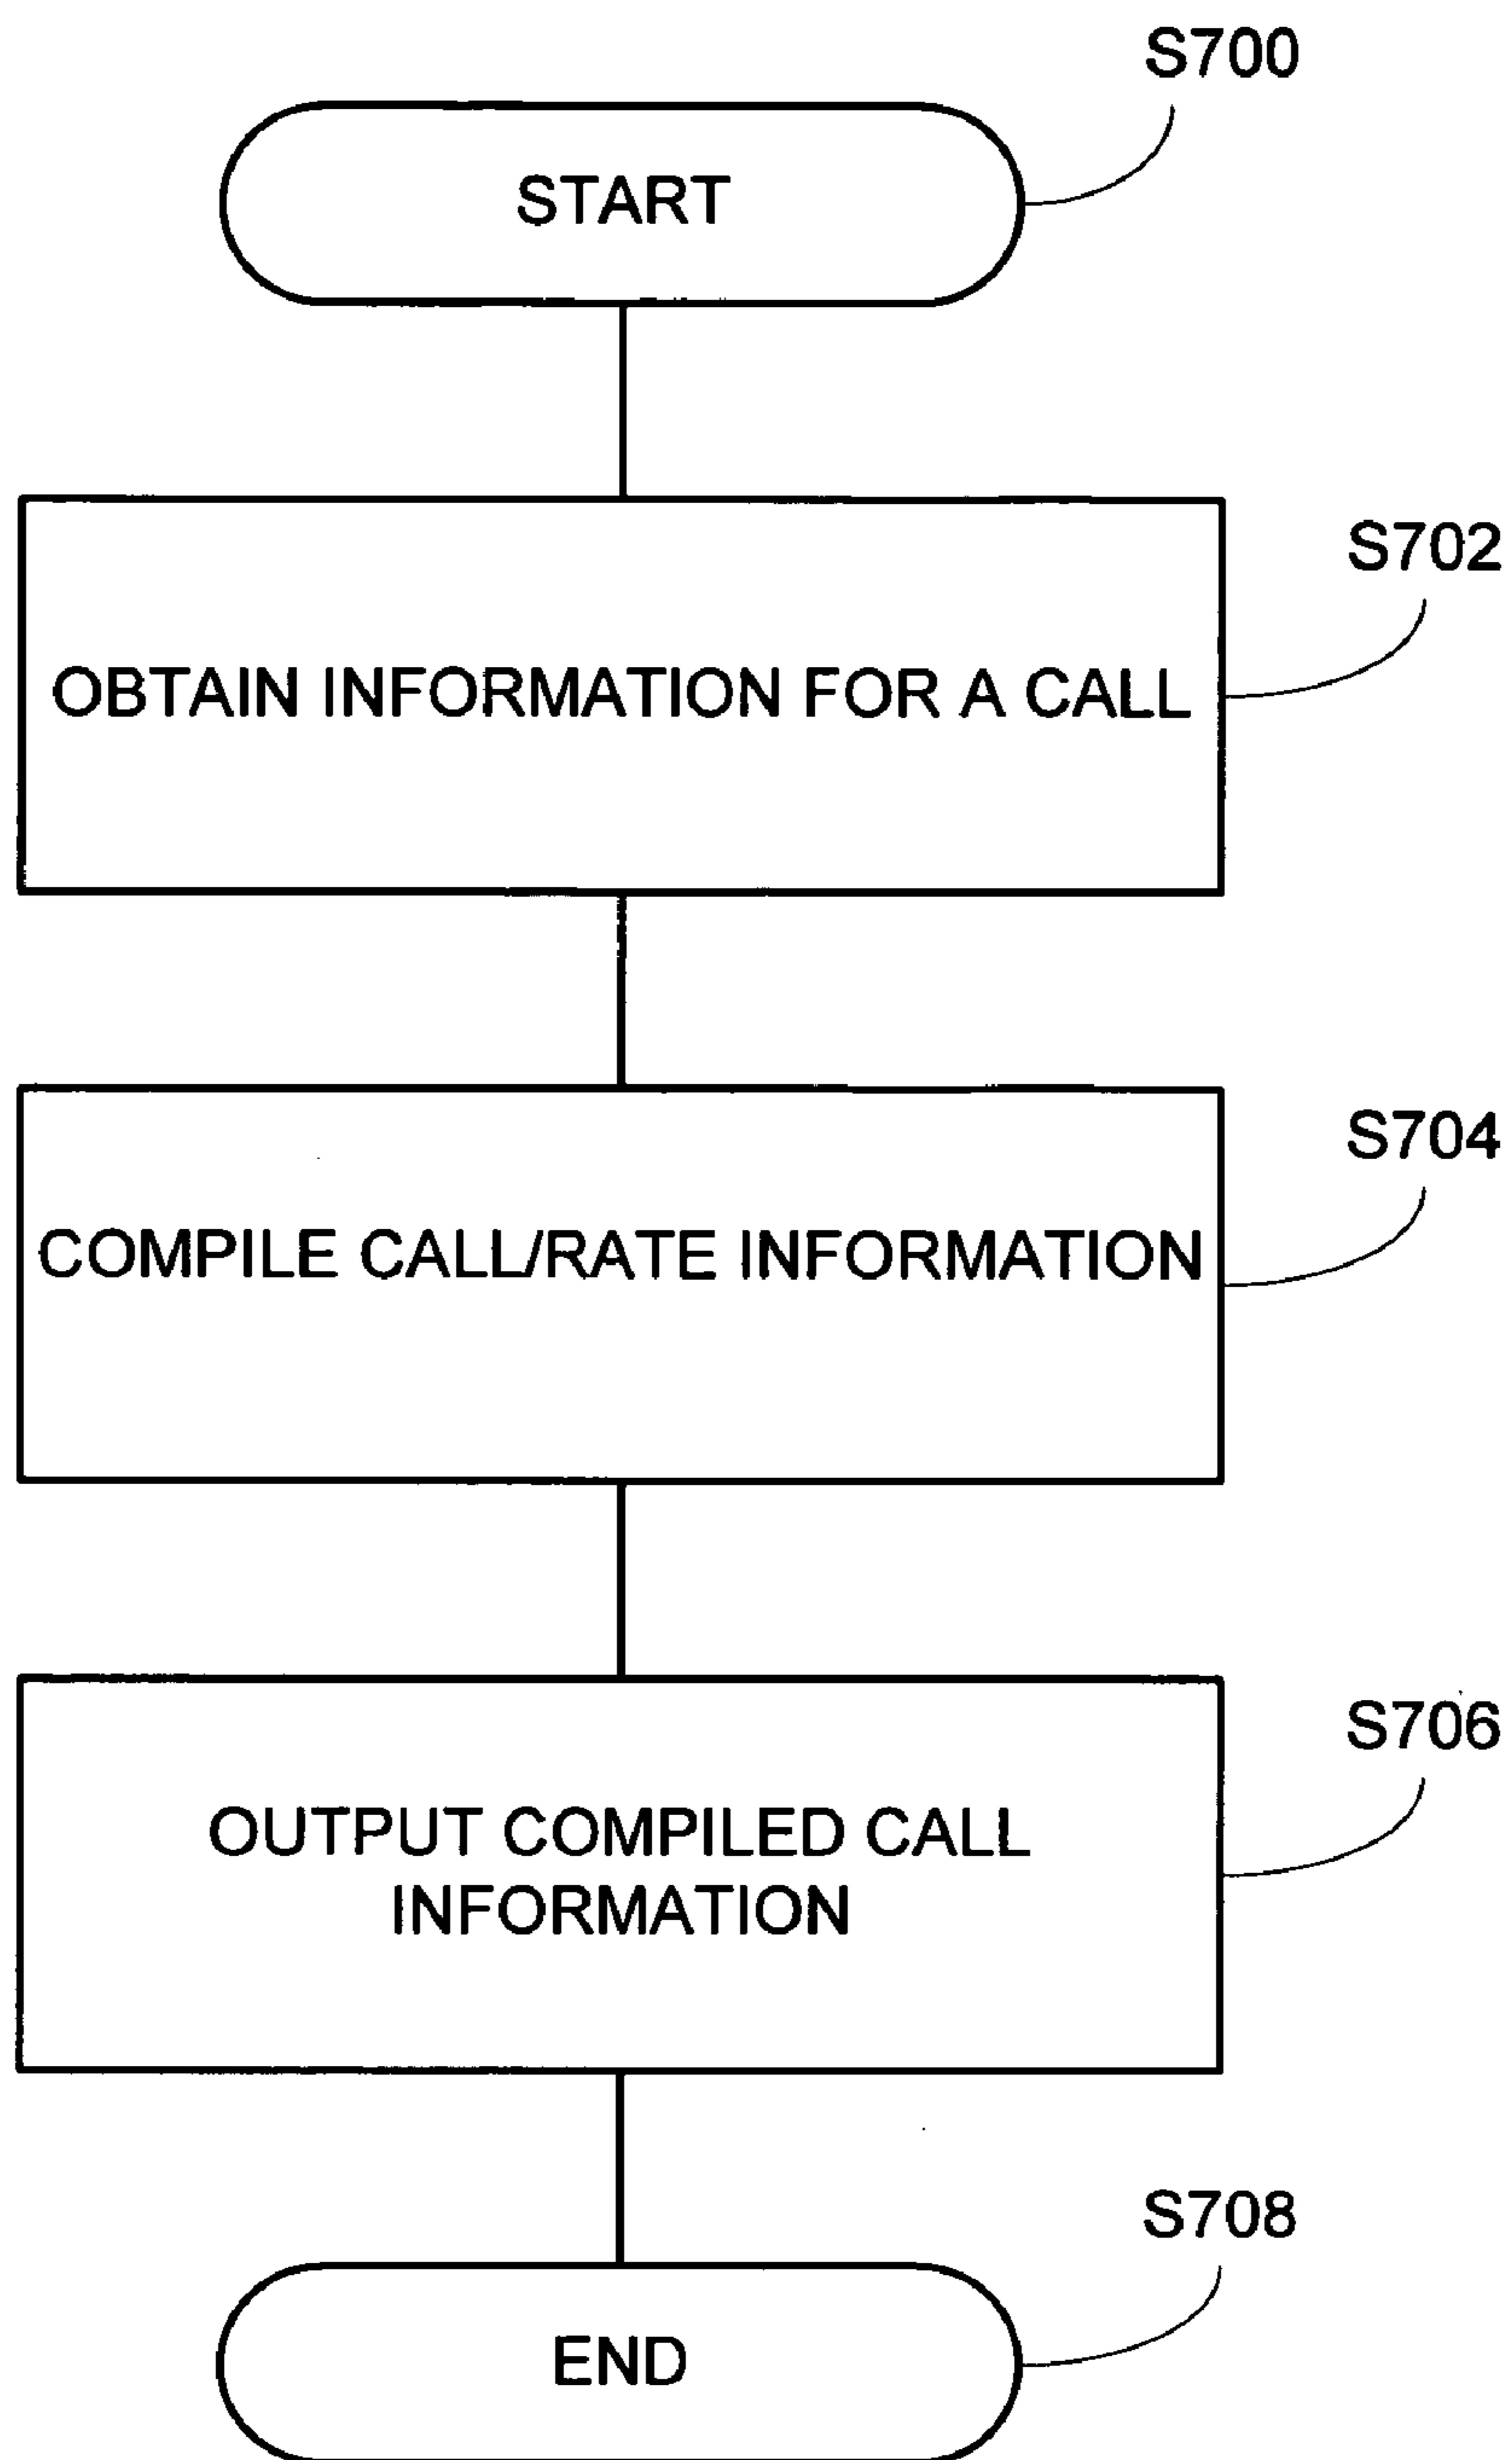 S700
START
S702
OBTAIN INFORMATION FOR A CALL
S704
COMPILE CALL/RATE INFORMATION
S706
OUTPUT COMPILED CALL
INFORMATION
S708
END